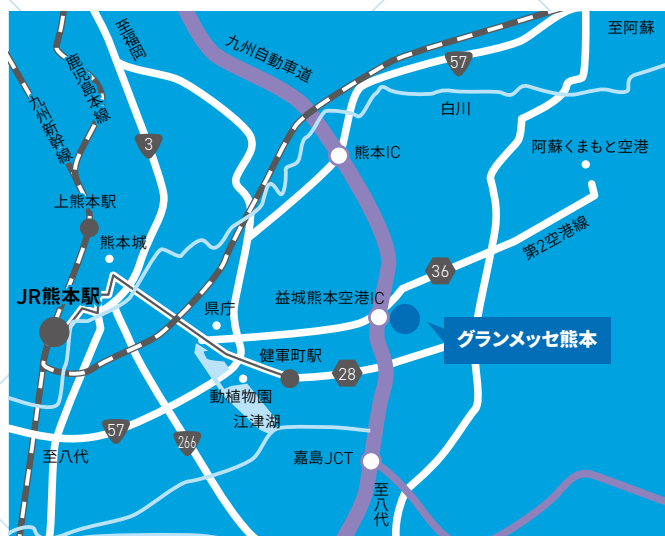 至福岡
九州自動車道
至阿蘇
57
鹿児島本線
九州新幹線
白川
3
熊本IC
阿蘇くまもと空港
上熊本駅
熊本城
第2空港線
36
JR熊本駅
益城熊本空港IC
県庁
グランメッセ熊本
健軍町駅
28
動植物園
江津湖
57
266
至八代
嘉島JCT
至八代